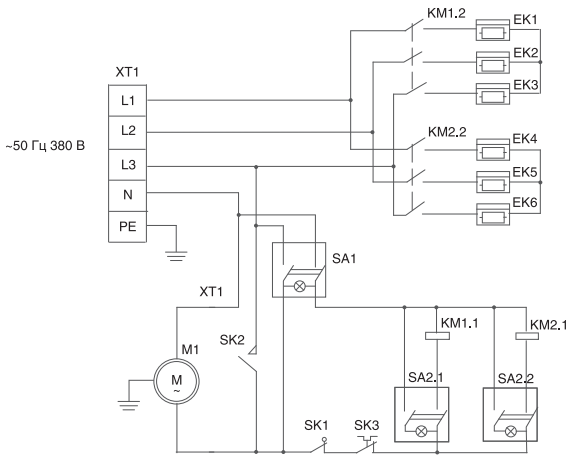 KM1.2
EK1
EK2
EK3
XT1
L1
L2
L3
N
PE
~50 Гц 380 В
KM2.2
EK4
EK5
EK6
SA1
XT1
SK2
M1
M
~
KM1.1
KM2.1
SA2.1
SA2.2
SK1
SK3